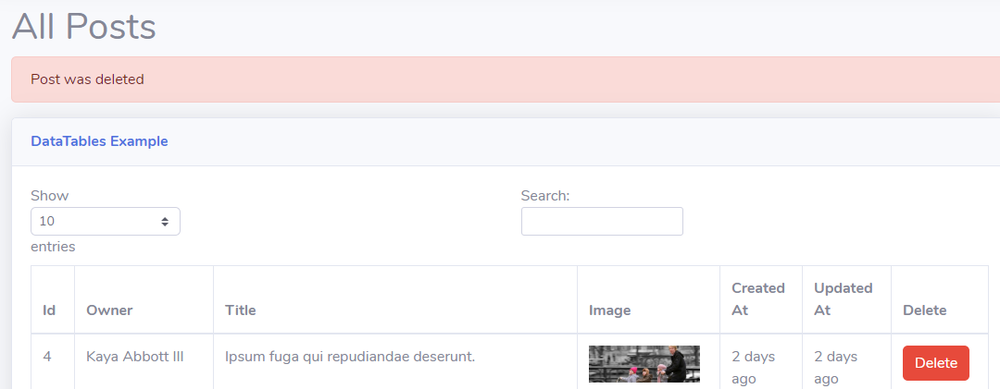 All Posts
Post was deleted
DataTables Example
Show
Search:
10
entries
Id Owner Title Image Created At Updated At Delete
4 Kaya Abbott III Ipsum fuga qui repudiandae deserunt. 2 days ago 2 days ago Delete